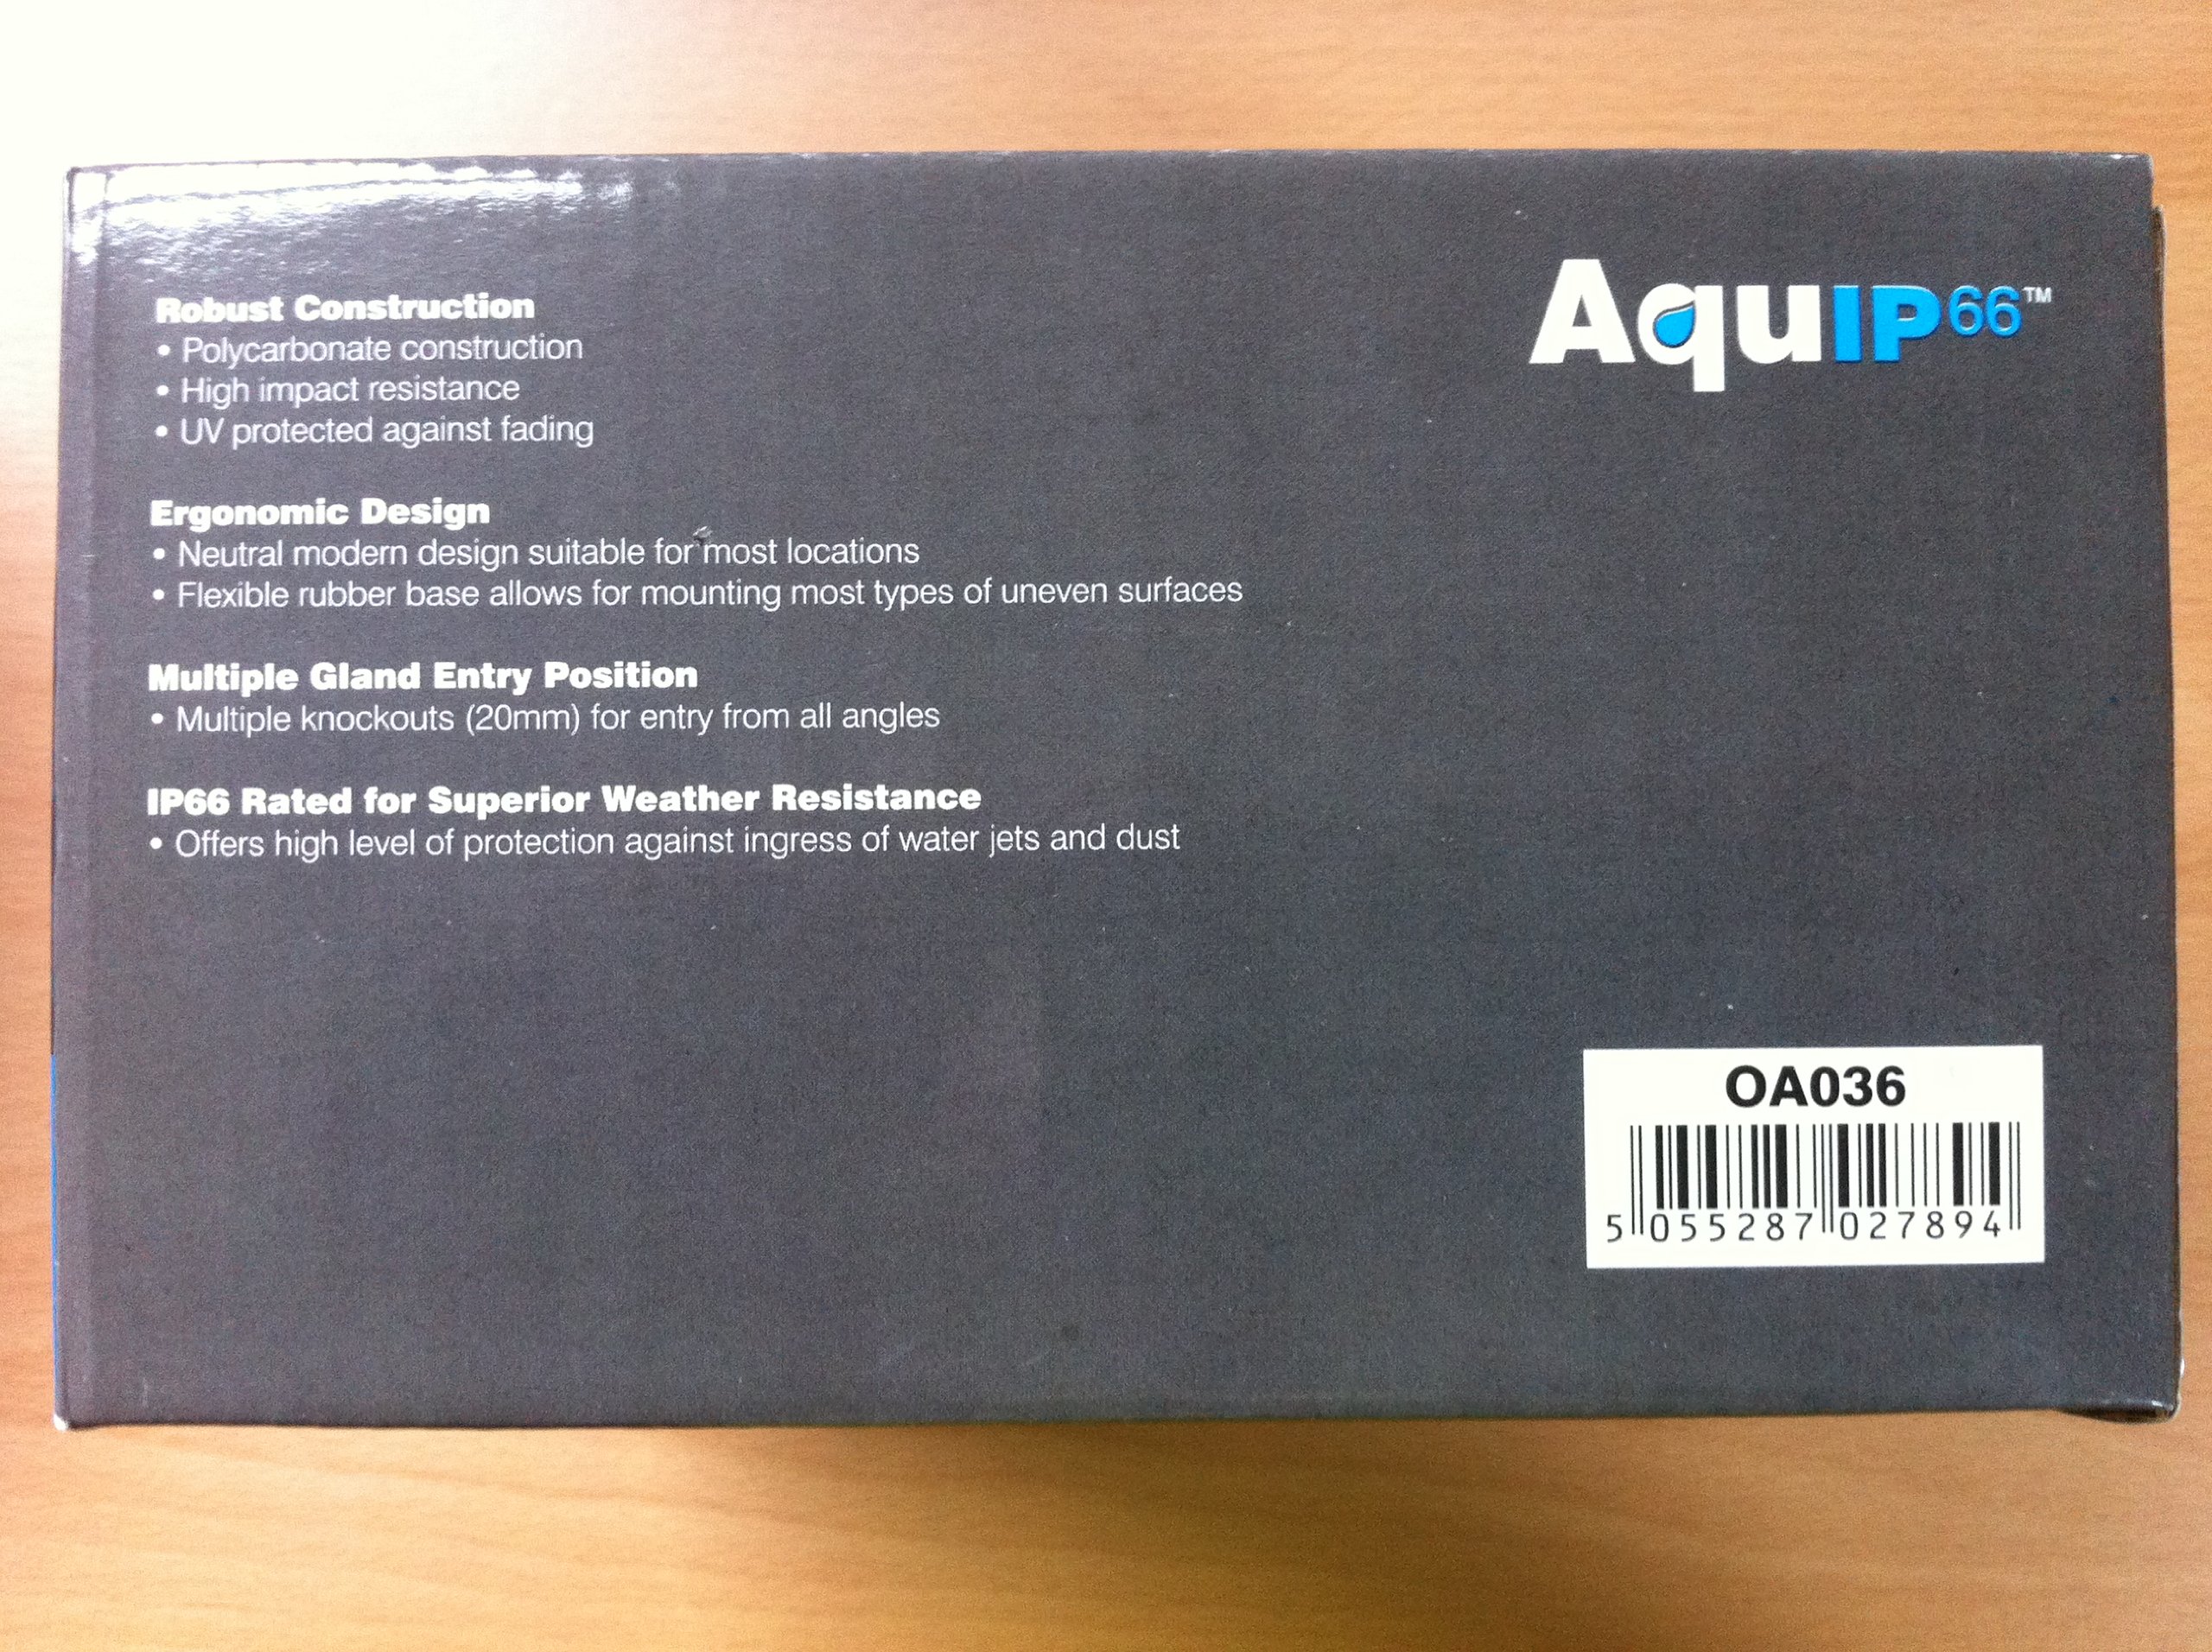 AquIP66™
Robust Construction
• Polycarbonate construction
• High impact resistance
• UV protected against fading
Ergonomic Design
• Neutral modern design suitable for most locations
• Flexible rubber base allows for mounting most types of uneven surfaces
Multiple Gland Entry Position
• Multiple knockouts (20mm) for entry from all angles
IP66 Rated for Superior Weather Resistance
• Offers high level of protection against ingress of water jets and dust
OA036
5 055287 027894